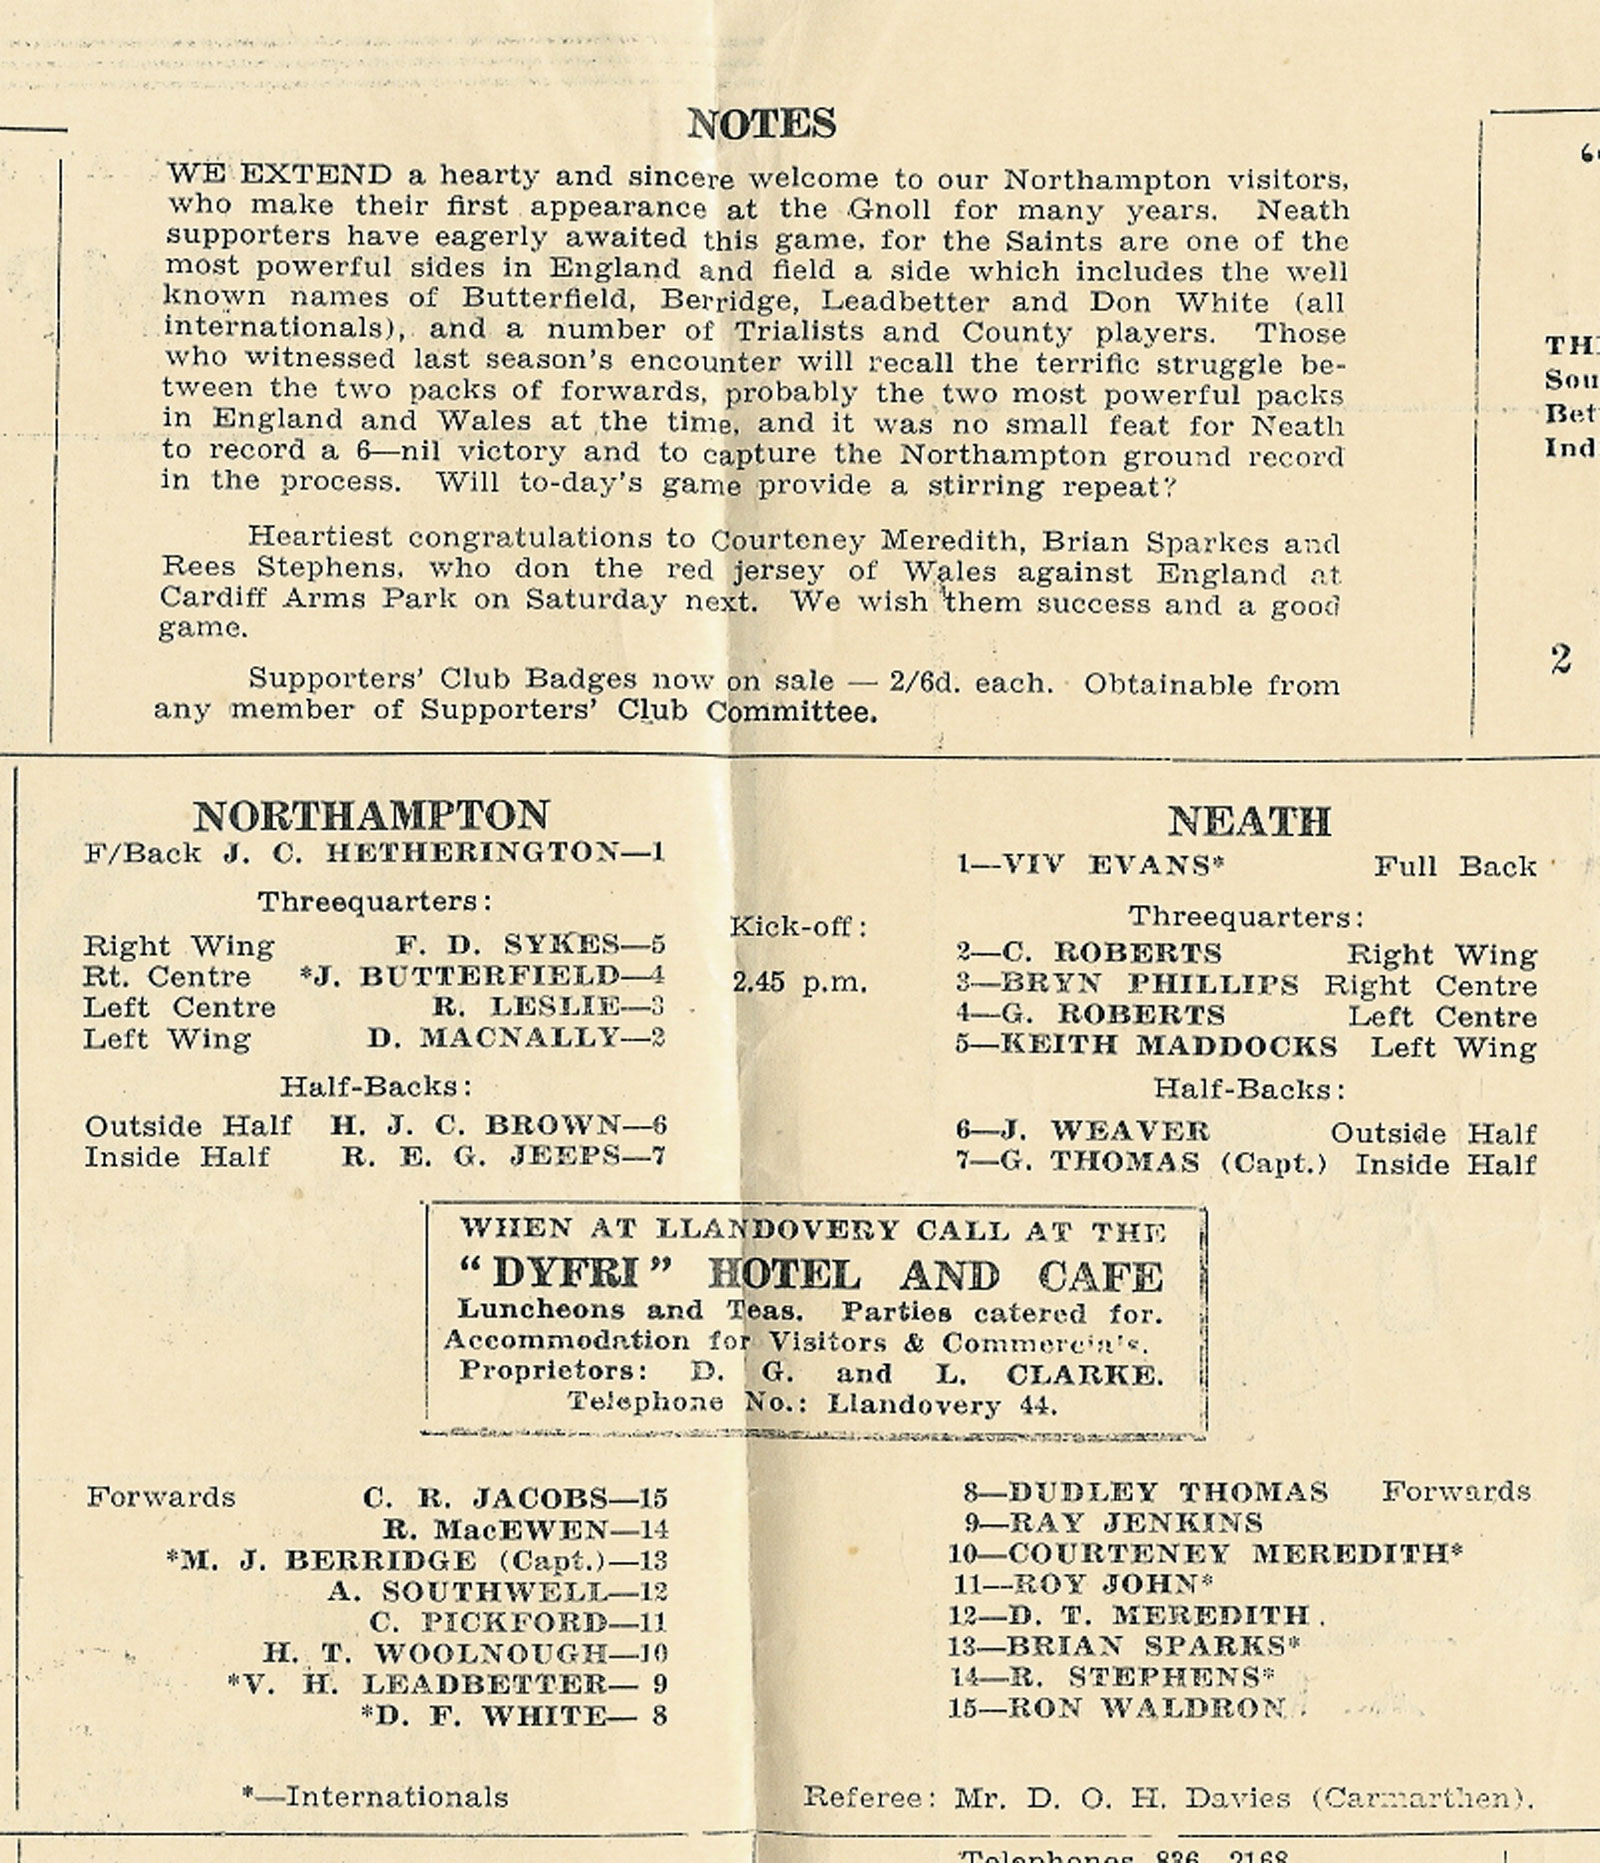 NOTES
WE EXTEND a hearty and sincere welcome to our Northampton visitors,
who make their first appearance at the Gnoll for many years. Neath
supporters have eagerly awaited this game, for the Saints are one of the
most powerful sides in England and field a side which includes the well
known names of Butterfield, Berridge, Leadbetter and Don White (all
internationals), and a number of Trialists and County players. Those
who witnessed last season's encounter will recall the terrific struggle be-
tween the two packs of forwards, probably the two most powerful packs
in England and Wales at the time, and it was no small feat for Neath
to record a 6—nil victory and to capture the Northampton ground record
in the process. Will to-day's game provide a stirring repeat?
Heartiest congratulations to Courteney Meredith, Brian Sparkes and
Rees Stephens, who don the red jersey of Wales against England at
Cardiff Arms Park on Saturday next. We wish them success and a good
game.
Supporters' Club Badges now on sale — 2/6d. each. Obtainable from
any member of Supporters' Club Committee.
2
NORTHAMPTON
F/Back J. C. HETHERINGTON—1
Threequarters:
Right Wing F. D. SYKES—5
Rt. Centre *J. BUTTERFIELD—4
Left Centre R. LESLIE—3
Left Wing D. MACNALLY—2
Half-Backs:
Outside Half H. J. C. BROWN—6
Inside Half R. E. G. JEEPS—7
Kick-off:
2.45 p.m.
NEATH
1—VIV EVANS* Full Back
Threequarters:
2—C. ROBERTS Right Wing
3—BRYN PHILLIPS Right Centre
4—G. ROBERTS Left Centre
5—KEITH MADDOCKS Left Wing
Half-Backs:
6—J. WEAVER Outside Half
7—G. THOMAS (Capt.) Inside Half
WHEN AT LLANDOVERY CALL AT THE
"DYFRI" HOTEL AND CAFE
Luncheons and Teas. Parties catered for.
Accommodation for Visitors & Commercials.
Proprietors: D. G. and L. CLARKE.
Telephone No.: Llandovery 44.
Forwards C. R. JACOBS—15
R. MacEWEN—14
*M. J. BERRIDGE (Capt.)—13
A. SOUTHWELL—12
C. PICKFORD—11
H. T. WOOLNOUGH—10
*V. H. LEADBETTER— 9
*D. F. WHITE— 8
*—Internationals
8—DUDLEY THOMAS Forwards
9—RAY JENKINS
10—COURTENEY MEREDITH*
11—ROY JOHN*
12—D. T. MEREDITH.
13—BRIAN SPARKS*
14—R. STEPHENS*
15—RON WALDRON.
Referee: Mr. D. O. H. Davies (Carmarthen).
Telephones 836 2168